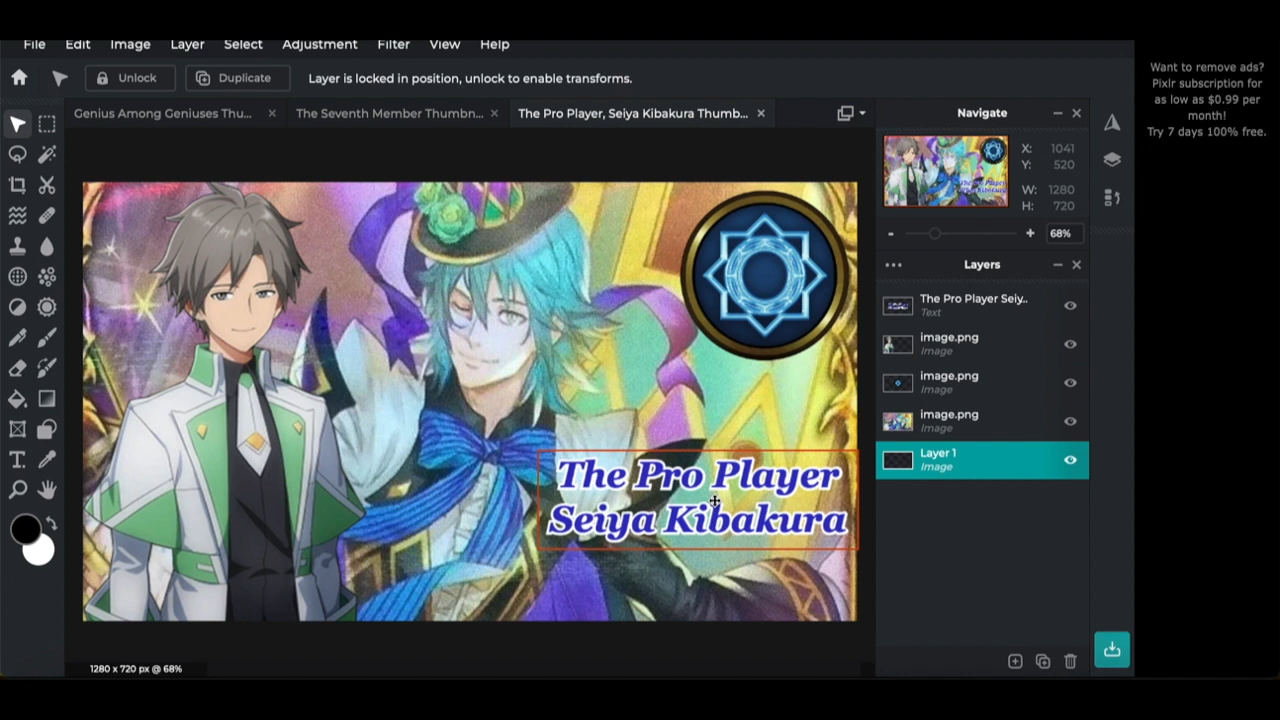 File Edit Image Layer Select Adjustment Filter View Help
Unlock Duplicate Layer is locked in position, unlock to enable transforms.
Genius Among Geniuses Thu... The Seventh Member Thumbn... The Pro Player, Seiya Kibakura Thumb...
Want to remove ads?
Pixlr subscription for
as low as $0.99 per
month!
Try 7 days 100% free.
Navigate
X: 1041
Y: 520
W: 1280
H: 720
68%
Layers
The Pro Player Seiy..
Text
image.png
Image
image.png
Image
image.png
Image
Layer 1
Image
The Pro Player
Seiya Kibakura
1280 x 720 px @ 68%